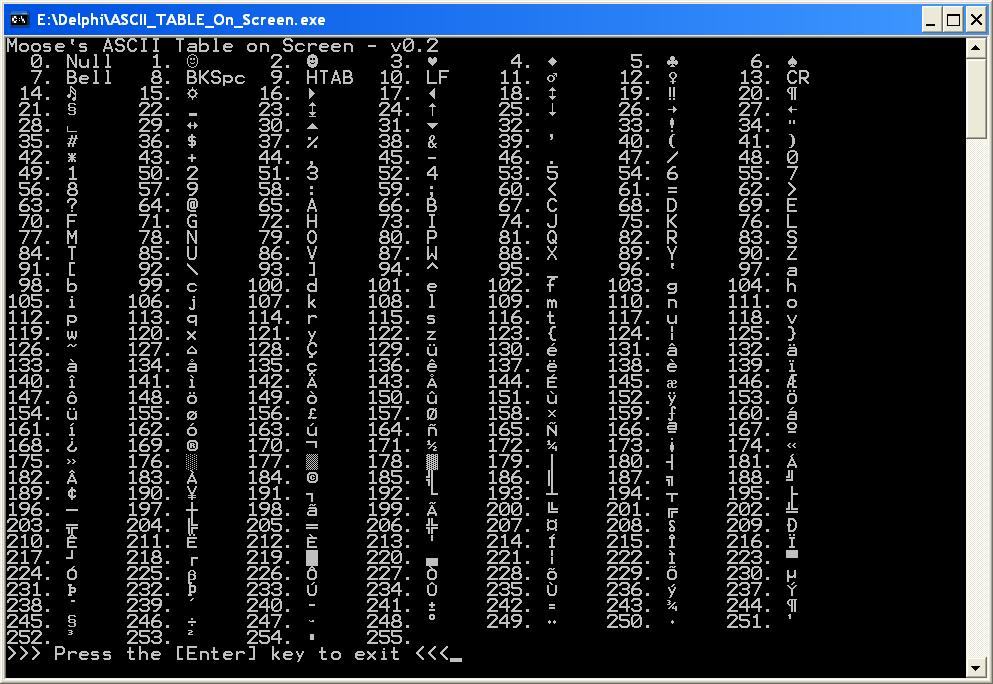 E:\Delphi\ASCII_TABLE_On_Screen.exe
Moose's ASCII Table on Screen - v0.2
0. Null 1. ☺ 2. ☻ 3. ♥ 4. ♦ 5. ♣ 6. ♠
7. Bell 8. BKSpc 9. HTAB 10. LF 11. ♂ 12. ♀ 13. CR
14. ♫ 15. ☼ 16. ► 17. ◄ 18. ↕ 19. ‼ 20. ¶
21. § 22. ▬ 23. ↨ 24. ↑ 25. ↓ 26. → 27. ←
28. ∟ 29. ↔ 30. ▲ 31. ▼ 32. 33. ! 34. "
35. # 36. $ 37. % 38. & 39. ' 40. ( 41. )
42. * 43. + 44. , 45. - 46. . 47. / 48. 0
49. 1 50. 2 51. 3 52. 4 53. 5 54. 6 55. 7
56. 8 57. 9 58. : 59. ; 60. < 61. = 62. >
63. ? 64. @ 65. A 66. B 67. C 68. D 69. E
70. F 71. G 72. H 73. I 74. J 75. K 76. L
77. M 78. N 79. O 80. P 81. Q 82. R 83. S
84. T 85. U 86. V 87. W 88. X 89. Y 90. Z
91. [ 92. \ 93. ] 94. ^ 95. _ 96. ` 97. a
98. b 99. c 100. d 101. e 102. f 103. g 104. h
105. i 106. j 107. k 108. l 109. m 110. n 111. o
112. p 113. q 114. r 115. s 116. t 117. u 118. v
119. w 120. x 121. y 122. z 123. { 124. | 125. }
126. ~ 127. ⌂ 128. Ç 129. ü 130. é 131. â 132. ä
133. à 134. å 135. ç 136. ê 137. ë 138. è 139. ï
140. î 141. ì 142. Ä 143. Å 144. É 145. æ 146. Æ
147. ô 148. ö 149. ò 150. û 151. ù 152. ÿ 153. Ö
154. Ü 155. ø 156. £ 157. Ø 158. × 159. ƒ 160. á
161. í 162. ó 163. ú 164. ñ 165. Ñ 166. ª 167. º
168. ¿ 169. ® 170. ¬ 171. ½ 172. ¼ 173. ¡ 174. «
175. » 176. ░ 177. ▒ 178. ▓ 179. │ 180. ┤ 181. Á
182. Â 183. À 184. © 185. ╣ 186. ║ 187. ╗ 188. ╝
189. ¢ 190. ¥ 191. ┐ 192. └ 193. ┴ 194. ┬ 195. ├
196. ─ 197. ┼ 198. ã 199. Ã 200. ╚ 201. ╔ 202. ╩
203. ╦ 204. ╠ 205. ═ 206. ╬ 207. ¤ 208. ð 209. Ð
210. Ê 211. Ë 212. È 213. ı 214. Í 215. Î 216. Ï
217. ┘ 218. ┌ 219. █ 220. ▄ 221. ¦ 222. Ì 223. ▀
224. Ó 225. ß 226. Ô 227. Ò 228. õ 229. Õ 230. µ
231. þ 232. Þ 233. Ú 234. Û 235. Ù 236. ý 237. Ý
238. ¯ 239. ´ 240. - 241. ± 242. ‗ 243. ¾ 244. ¶
245. § 246. ÷ 247. ¸ 248. ° 249. ¨ 250. · 251. ¹
252. ³ 253. ² 254. ■ 255.
>>> Press the [Enter] key to exit <<<_